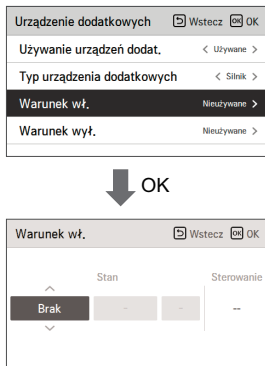 Urządzenie dodatkowych Wstecz OK OK
Używanie urządzeń dodat. < Używane >
Typ urządzenia dodatkowych < Silnik >
Warunek wł. Nieużywane >
Warunek wył. Nieużywane >
OK
Warunek wł. Wstecz OK OK
Stan Sterowanie
Brak - - --